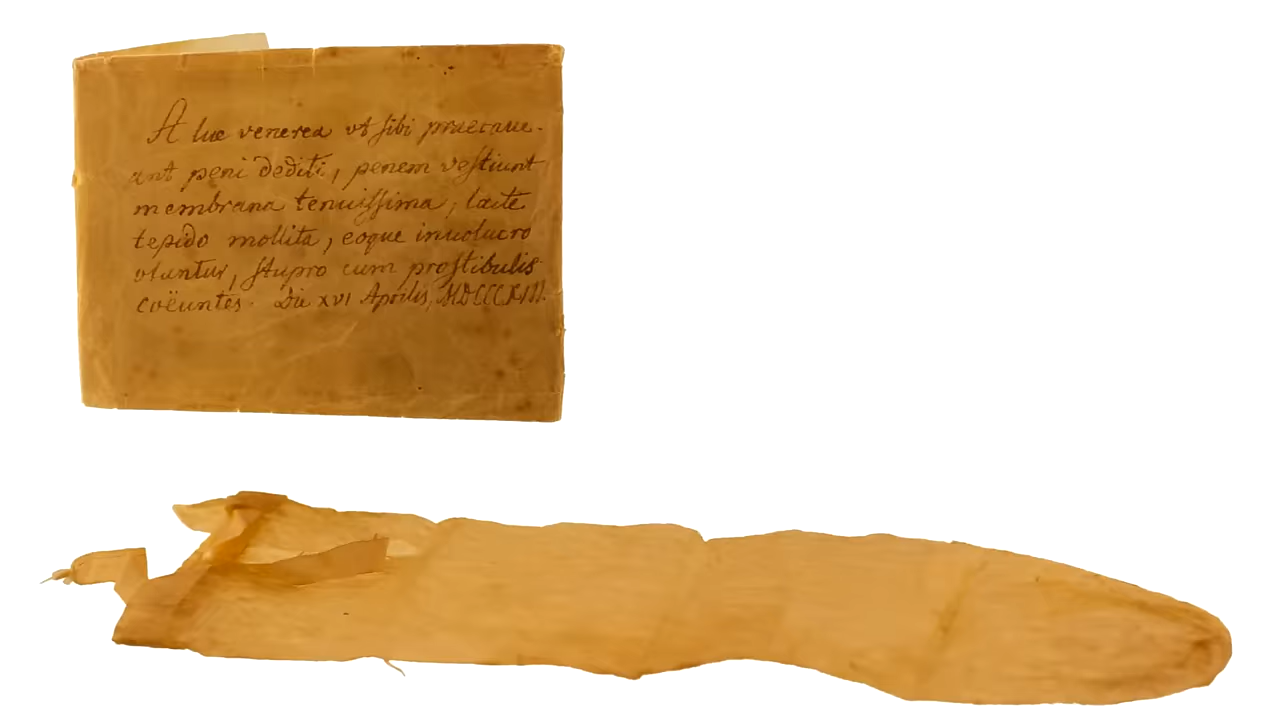 A lue venerea vt sibi praecaue-
ant peni dediti, penem vestiunt
membrana tenuissima, lacte
tepido mollita, eoque inuolucro
vtuntur, stupro cum prostibulis
coëuntes. Die XVI Aprilis, MDCCCXIII.